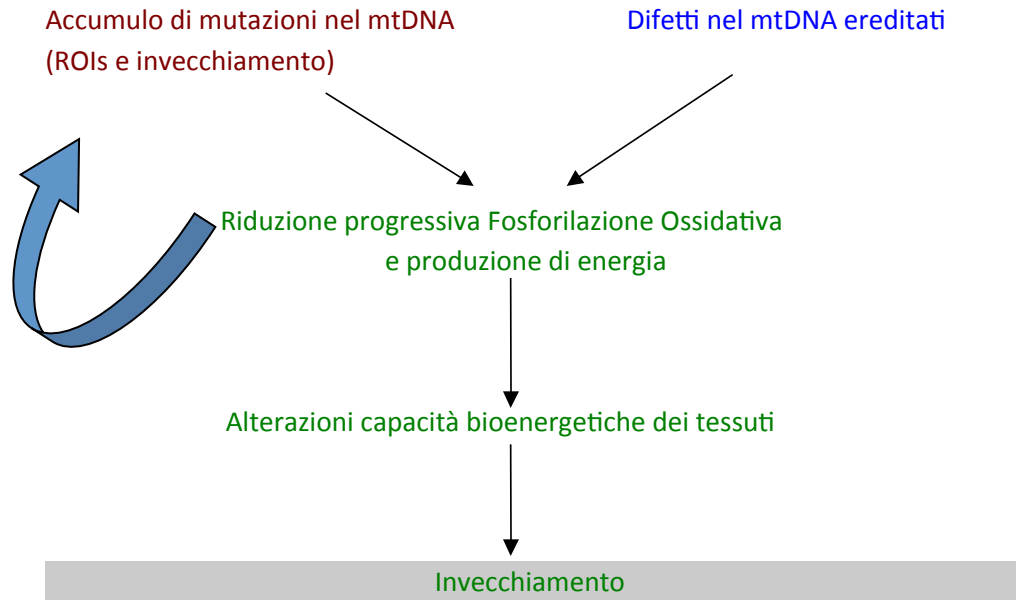 Accumulo di mutazioni nel mtDNA
(ROIs e invecchiamento)
Difetti nel mtDNA ereditati
Riduzione progressiva Fosforilazione Ossidativa
e produzione di energia
Alterazioni capacità bioenergetiche dei tessuti
Invecchiamento